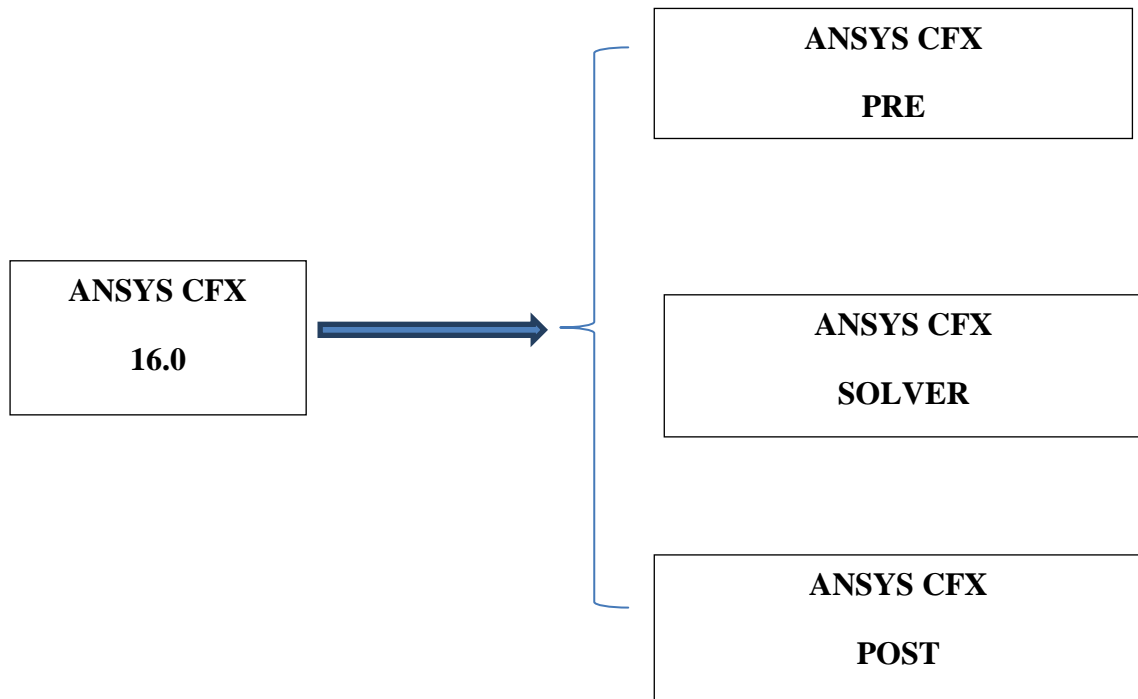 ANSYS CFX
16.0
ANSYS CFX
PRE
ANSYS CFX
SOLVER
ANSYS CFX
POST